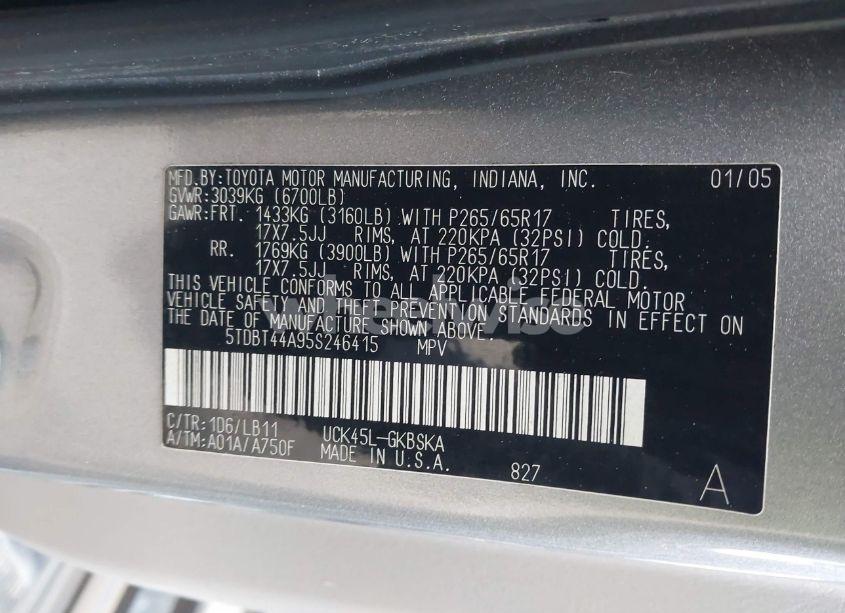 MFD.BY:TOYOTA MOTOR MANUFACTURING, INDIANA, INC. 01/05
GVWR:3039KG (6700LB)
GAWR:FRT. 1433KG (3160LB) WITH P265/65R17 TIRES,
17X7.5JJ RIMS, AT 220KPA (32PSI) COLD.
RR. 1769KG (3900LB) WITH P265/65R17 TIRES,
17X7.5JJ RIMS, AT 220KPA (32PSI) COLD.
THIS VEHICLE CONFORMS TO ALL APPLICABLE FEDERAL MOTOR
VEHICLE SAFETY AND THEFT PREVENTION STANDARDS IN EFFECT ON
THE DATE OF MANUFACTURE SHOWN ABOVE.
5TDBT44A95S246415 MPV
C/TR:1D6/LB11 UCK45L-GKBSKA
A/TM:A01A/A750F MADE IN U.S.A.
827 A